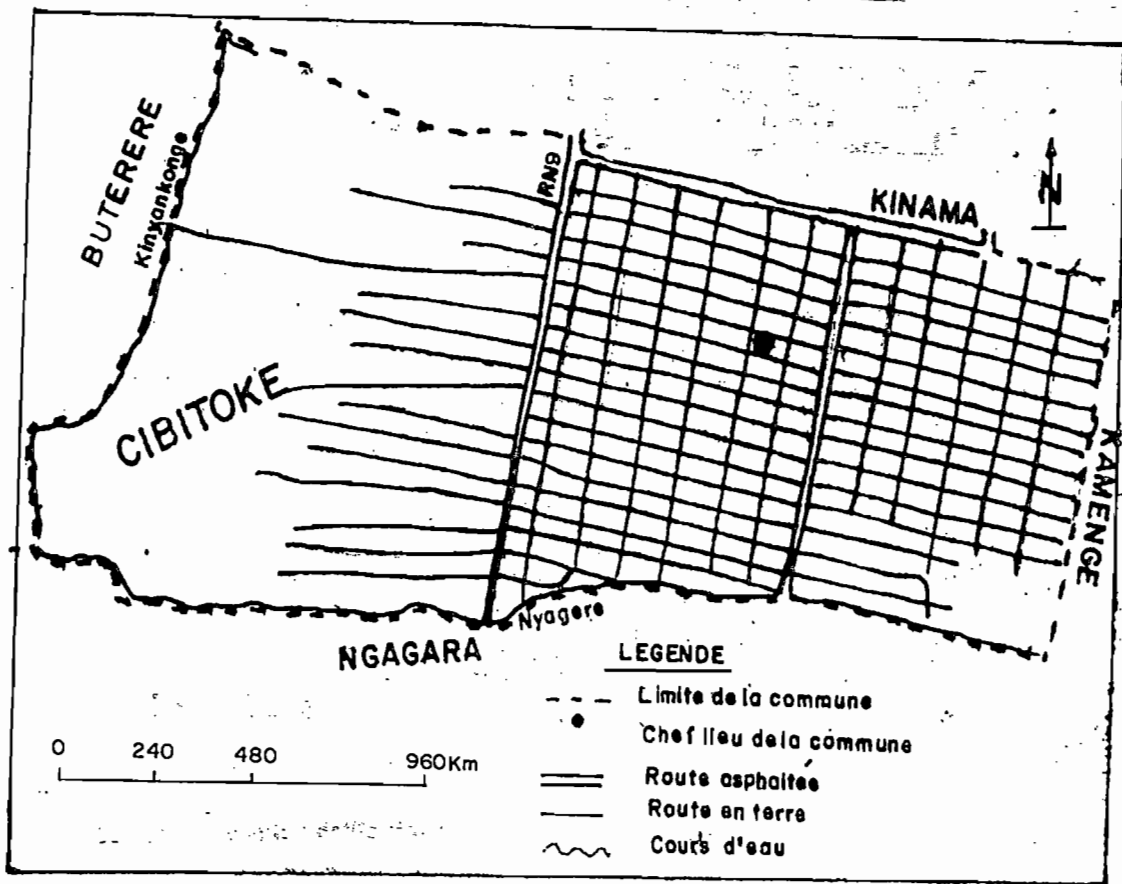 BUTERERE
Kinyankonge
RN9
KINAMA
N
CIBITOKE
KAMENGE
Nyagere
NGAGARA
LEGENDE
Limite de la commune
Chef lieu de la commune
Route asphaltée
Route en terre
Cours d'eau
0 240 480 960Km